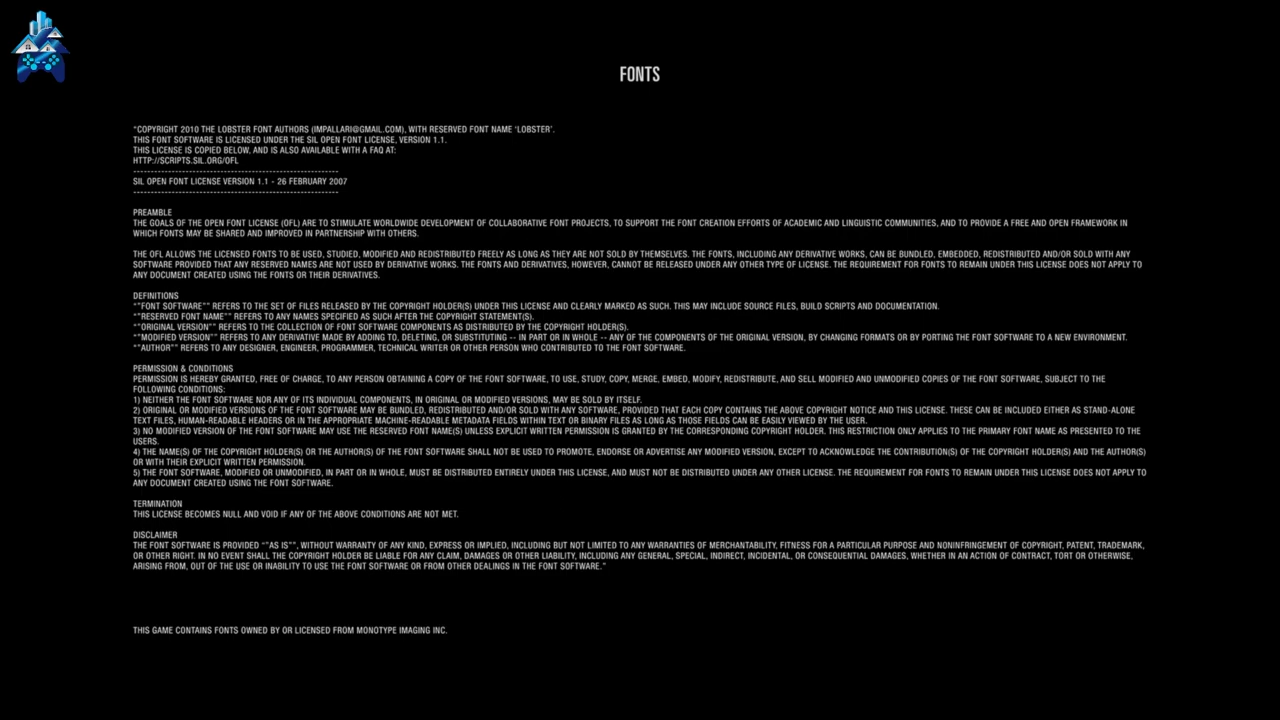 FONTS
"COPYRIGHT 2010 THE LOBSTER FONT AUTHORS (IMPALLARI@GMAIL.COM), WITH RESERVED FONT NAME 'LOBSTER'.
THIS FONT SOFTWARE IS LICENSED UNDER THE SIL OPEN FONT LICENSE, VERSION 1.1.
THIS LICENSE IS COPIED BELOW, AND IS ALSO AVAILABLE WITH A FAQ AT:
HTTP://SCRIPTS.SIL.ORG/OFL
-----------------------------------------------------------
SIL OPEN FONT LICENSE VERSION 1.1 - 26 FEBRUARY 2007
-----------------------------------------------------------
PREAMBLE
THE GOALS OF THE OPEN FONT LICENSE (OFL) ARE TO STIMULATE WORLDWIDE DEVELOPMENT OF COLLABORATIVE FONT PROJECTS, TO SUPPORT THE FONT CREATION EFFORTS OF ACADEMIC AND LINGUISTIC COMMUNITIES, AND TO PROVIDE A FREE AND OPEN FRAMEWORK IN
WHICH FONTS MAY BE SHARED AND IMPROVED IN PARTNERSHIP WITH OTHERS.
THE OFL ALLOWS THE LICENSED FONTS TO BE USED, STUDIED, MODIFIED AND REDISTRIBUTED FREELY AS LONG AS THEY ARE NOT SOLD BY THEMSELVES. THE FONTS, INCLUDING ANY DERIVATIVE WORKS, CAN BE BUNDLED, EMBEDDED, REDISTRIBUTED AND/OR SOLD WITH ANY
SOFTWARE PROVIDED THAT ANY RESERVED NAMES ARE NOT USED BY DERIVATIVE WORKS. THE FONTS AND DERIVATIVES, HOWEVER, CANNOT BE RELEASED UNDER ANY OTHER TYPE OF LICENSE. THE REQUIREMENT FOR FONTS TO REMAIN UNDER THIS LICENSE DOES NOT APPLY TO
ANY DOCUMENT CREATED USING THE FONTS OR THEIR DERIVATIVES.
DEFINITIONS
""FONT SOFTWARE"" REFERS TO THE SET OF FILES RELEASED BY THE COPYRIGHT HOLDER(S) UNDER THIS LICENSE AND CLEARLY MARKED AS SUCH. THIS MAY INCLUDE SOURCE FILES, BUILD SCRIPTS AND DOCUMENTATION.
""RESERVED FONT NAME"" REFERS TO ANY NAMES SPECIFIED AS SUCH AFTER THE COPYRIGHT STATEMENT(S).
""ORIGINAL VERSION"" REFERS TO THE COLLECTION OF FONT SOFTWARE COMPONENTS AS DISTRIBUTED BY THE COPYRIGHT HOLDER(S).
""MODIFIED VERSION"" REFERS TO ANY DERIVATIVE MADE BY ADDING TO, DELETING, OR SUBSTITUTING -- IN PART OR IN WHOLE -- ANY OF THE COMPONENTS OF THE ORIGINAL VERSION, BY CHANGING FORMATS OR BY PORTING THE FONT SOFTWARE TO A NEW ENVIRONMENT.
""AUTHOR"" REFERS TO ANY DESIGNER, ENGINEER, PROGRAMMER, TECHNICAL WRITER OR OTHER PERSON WHO CONTRIBUTED TO THE FONT SOFTWARE.
PERMISSION & CONDITIONS
PERMISSION IS HEREBY GRANTED, FREE OF CHARGE, TO ANY PERSON OBTAINING A COPY OF THE FONT SOFTWARE, TO USE, STUDY, COPY, MERGE, EMBED, MODIFY, REDISTRIBUTE, AND SELL MODIFIED AND UNMODIFIED COPIES OF THE FONT SOFTWARE, SUBJECT TO THE
FOLLOWING CONDITIONS:
1) NEITHER THE FONT SOFTWARE NOR ANY OF ITS INDIVIDUAL COMPONENTS, IN ORIGINAL OR MODIFIED VERSIONS, MAY BE SOLD BY ITSELF.
2) ORIGINAL OR MODIFIED VERSIONS OF THE FONT SOFTWARE MAY BE BUNDLED, REDISTRIBUTED AND/OR SOLD WITH ANY SOFTWARE, PROVIDED THAT EACH COPY CONTAINS THE ABOVE COPYRIGHT NOTICE AND THIS LICENSE. THESE CAN BE INCLUDED EITHER AS STAND-ALONE
TEXT FILES, HUMAN-READABLE HEADERS OR IN THE APPROPRIATE MACHINE-READABLE METADATA FIELDS WITHIN TEXT OR BINARY FILES AS LONG AS THOSE FIELDS CAN BE EASILY VIEWED BY THE USER.
3) NO MODIFIED VERSION OF THE FONT SOFTWARE MAY USE THE RESERVED FONT NAME(S) UNLESS EXPLICIT WRITTEN PERMISSION IS GRANTED BY THE CORRESPONDING COPYRIGHT HOLDER. THIS RESTRICTION ONLY APPLIES TO THE PRIMARY FONT NAME AS PRESENTED TO THE
USERS.
4) THE NAME(S) OF THE COPYRIGHT HOLDER(S) OR THE AUTHOR(S) OF THE FONT SOFTWARE SHALL NOT BE USED TO PROMOTE, ENDORSE OR ADVERTISE ANY MODIFIED VERSION, EXCEPT TO ACKNOWLEDGE THE CONTRIBUTION(S) OF THE COPYRIGHT HOLDER(S) AND THE AUTHOR(S)
OR WITH THEIR EXPLICIT WRITTEN PERMISSION.
5) THE FONT SOFTWARE, MODIFIED OR UNMODIFIED, IN PART OR IN WHOLE, MUST BE DISTRIBUTED ENTIRELY UNDER THIS LICENSE, AND MUST NOT BE DISTRIBUTED UNDER ANY OTHER LICENSE. THE REQUIREMENT FOR FONTS TO REMAIN UNDER THIS LICENSE DOES NOT APPLY TO
ANY DOCUMENT CREATED USING THE FONT SOFTWARE.
TERMINATION
THIS LICENSE BECOMES NULL AND VOID IF ANY OF THE ABOVE CONDITIONS ARE NOT MET.
DISCLAIMER
THE FONT SOFTWARE IS PROVIDED ""AS IS"", WITHOUT WARRANTY OF ANY KIND, EXPRESS OR IMPLIED, INCLUDING BUT NOT LIMITED TO ANY WARRANTIES OF MERCHANTABILITY, FITNESS FOR A PARTICULAR PURPOSE AND NONINFRINGEMENT OF COPYRIGHT, PATENT, TRADEMARK,
OR OTHER RIGHT. IN NO EVENT SHALL THE COPYRIGHT HOLDER BE LIABLE FOR ANY CLAIM, DAMAGES OR OTHER LIABILITY, INCLUDING ANY GENERAL, SPECIAL, INDIRECT, INCIDENTAL, OR CONSEQUENTIAL DAMAGES, WHETHER IN AN ACTION OF CONTRACT, TORT OR OTHERWISE,
ARISING FROM, OUT OF THE USE OR INABILITY TO USE THE FONT SOFTWARE OR FROM OTHER DEALINGS IN THE FONT SOFTWARE."
THIS GAME CONTAINS FONTS OWNED BY OR LICENSED FROM MONOTYPE IMAGING INC.